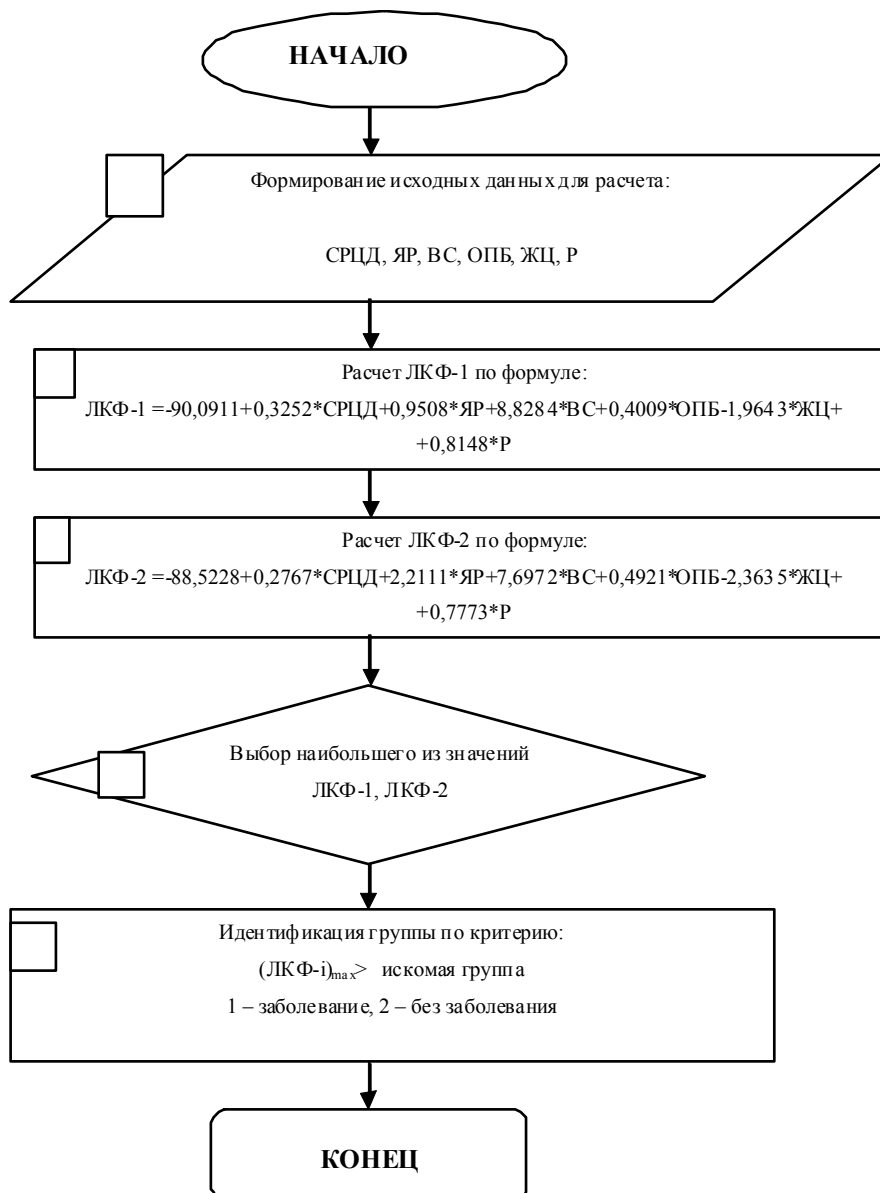 НАЧАЛО
Формирование исходных данных для расчета:
СРЦД, ЯР, ВС, ОПБ, ЖЦ, Р
Расчет ЛКФ-1 по формуле:
ЛКФ-1 =-90,0911+0,3252*СРЦД+0,9508*ЯР+8,8284*ВС+0,4009*ОПБ-1,9643*ЖЦ+
+0,8148*Р
Расчет ЛКФ-2 по формуле:
ЛКФ-2 =-88,5228+0,2767*СРЦД+2,2111*ЯР+7,6972*ВС+0,4921*ОПБ-2,3635*ЖЦ+
+0,7773*Р
Выбор наибольшего из значений
ЛКФ-1, ЛКФ-2
Идентификация группы по критерию:
(ЛКФ-i)max> искомая группа
1 – заболевание, 2 – без заболевания
КОНЕЦ